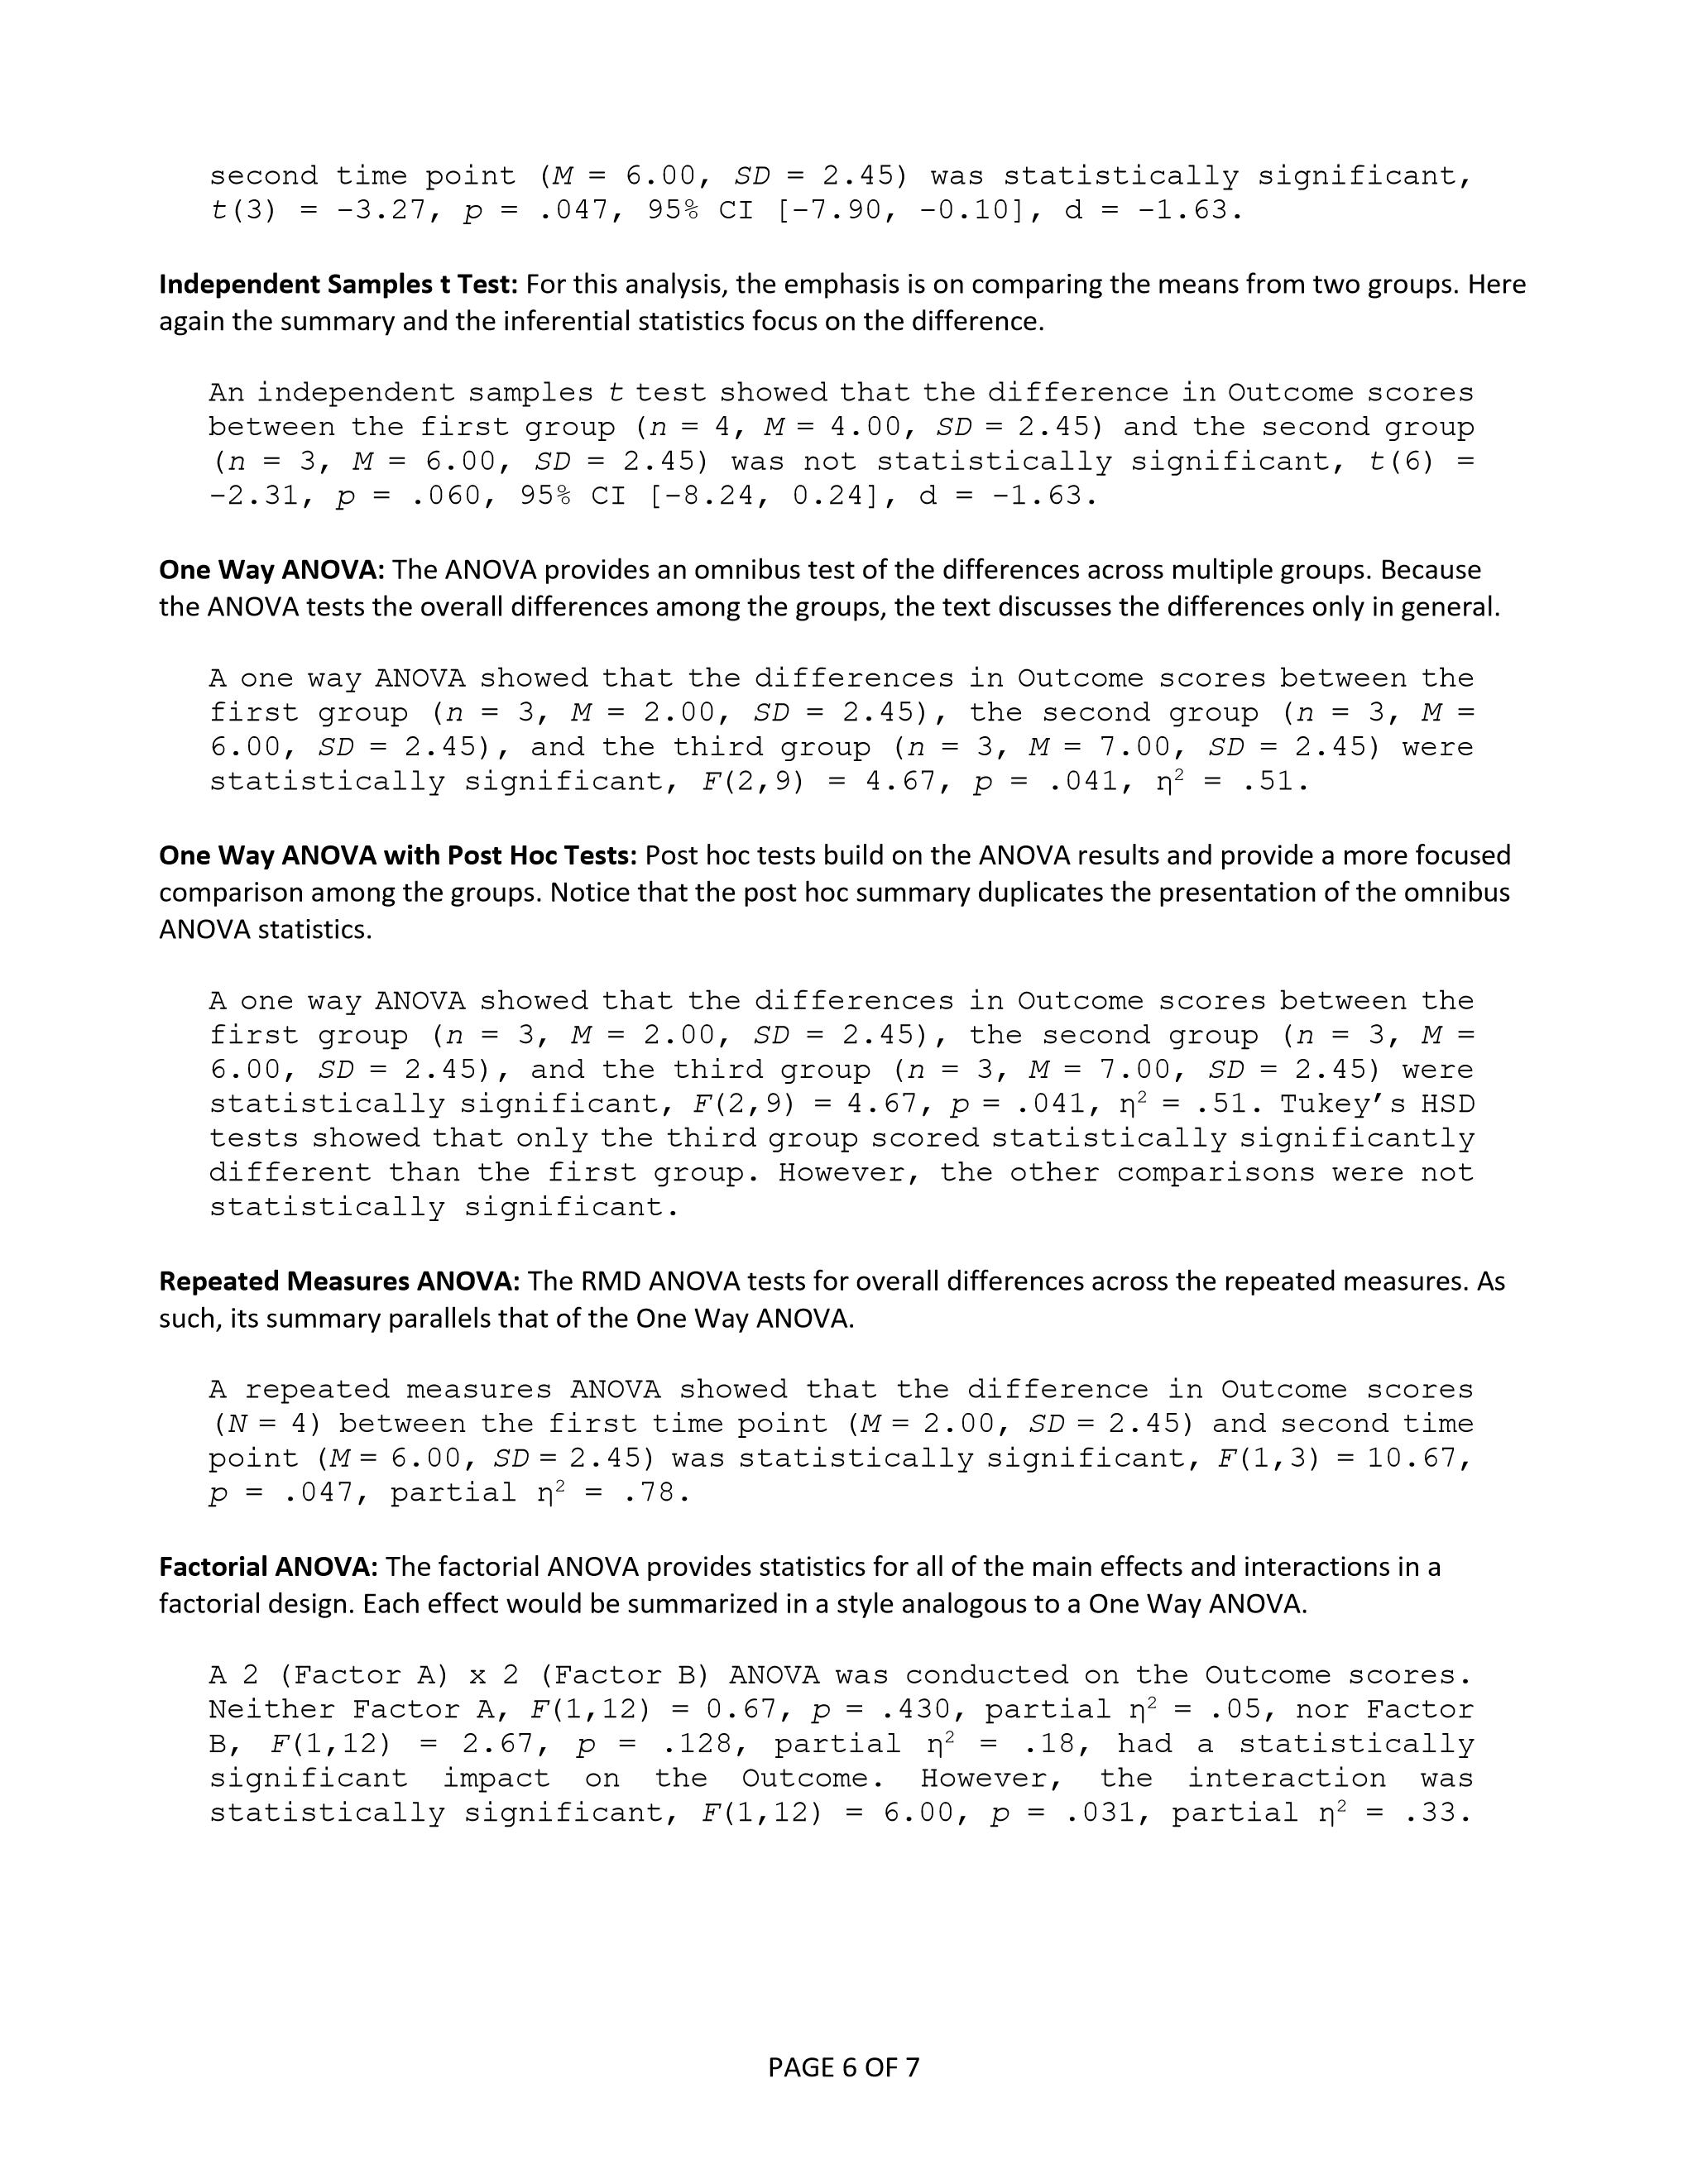 second time point (M = 6.00, SD = 2.45) was statistically significant,
t(3) = -3.27, p = .047, 95% CI [-7.90, -0.10], d = -1.63.
Independent Samples t Test: For this analysis, the emphasis is on comparing the means from two groups. Here
again the summary and the inferential statistics focus on the difference.
An independent samples t test showed that the difference in Outcome scores
between the first group (n = 4, M = 4.00, SD = 2.45) and the second group
(n = 3, M = 6.00, SD = 2.45) was not statistically significant, t(6) =
-2.31, p = .060, 95% CI [-8.24, 0.24], d = -1.63.
One Way ANOVA: The ANOVA provides an omnibus test of the differences across multiple groups. Because
the ANOVA tests the overall differences among the groups, the text discusses the differences only in general.
A one way ANOVA showed that the differences in Outcome scores between the
first group (n = 3, M = 2.00, SD = 2.45), the second group (n = 3, M =
6.00, SD = 2.45), and the third group (n = 3, M = 7.00, SD = 2.45) were
statistically significant, F(2,9) = 4.67, p = .041, η² = .51.
One Way ANOVA with Post Hoc Tests: Post hoc tests build on the ANOVA results and provide a more focused
comparison among the groups. Notice that the post hoc summary duplicates the presentation of the omnibus
ANOVA statistics.
A one way ANOVA showed that the differences in Outcome scores between the
first group (n = 3, M = 2.00, SD = 2.45), the second group (n = 3, M =
6.00, SD = 2.45), and the third group (n = 3, M = 7.00, SD = 2.45) were
statistically significant, F(2,9) = 4.67, p = .041, η² = .51. Tukey’s HSD
tests showed that only the third group scored statistically significantly
different than the first group. However, the other comparisons were not
statistically significant.
Repeated Measures ANOVA: The RMD ANOVA tests for overall differences across the repeated measures. As
such, its summary parallels that of the One Way ANOVA.
A repeated measures ANOVA showed that the difference in Outcome scores
(N = 4) between the first time point (M = 2.00, SD = 2.45) and second time
point (M = 6.00, SD = 2.45) was statistically significant, F(1,3) = 10.67,
p = .047, partial η² = .78.
Factorial ANOVA: The factorial ANOVA provides statistics for all of the main effects and interactions in a
factorial design. Each effect would be summarized in a style analogous to a One Way ANOVA.
A 2 (Factor A) x 2 (Factor B) ANOVA was conducted on the Outcome scores.
Neither Factor A, F(1,12) = 0.67, p = .430, partial η² = .05, nor Factor
B, F(1,12) = 2.67, p = .128, partial η² = .18, had a statistically
significant impact on the Outcome. However, the interaction was
statistically significant, F(1,12) = 6.00, p = .031, partial η² = .33.
PAGE 6 OF 7